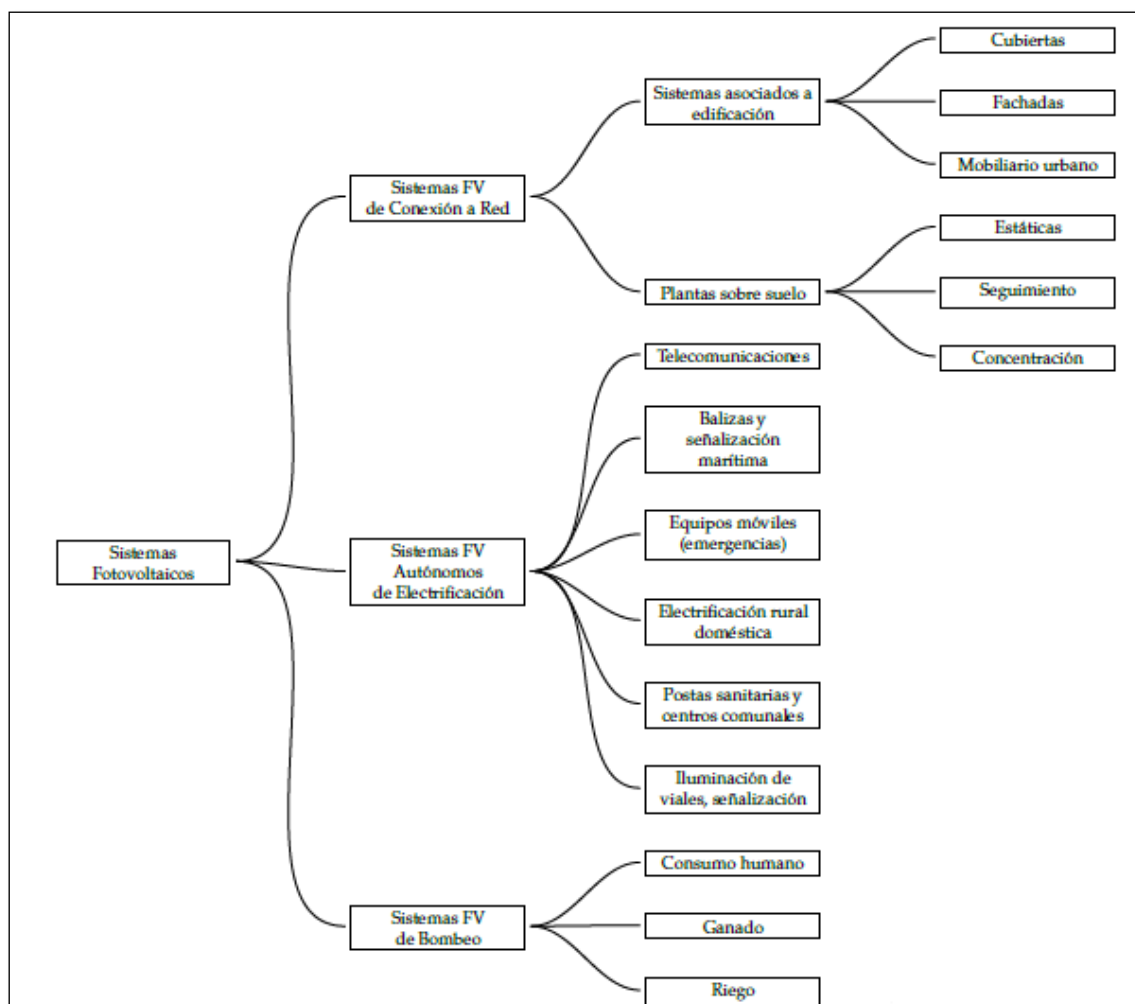 Cubiertas
Sistemas asociados a
edificación
Fachadas
Mobiliario urbano
Sistemas FV
de Conexión a Red
Estáticas
Plantas sobre suelo
Seguimiento
Concentración
Telecomunicaciones
Balizas y
señalización
marítima
Equipos móviles
(emergencias)
Sistemas
Fotovoltaicos
Sistemas FV
Autónomos
de Electrificación
Electrificación rural
doméstica
Postas sanitarias y
centros comunales
Iluminación de
viales, señalización
Consumo humano
Sistemas FV
de Bombeo
Ganado
Riego